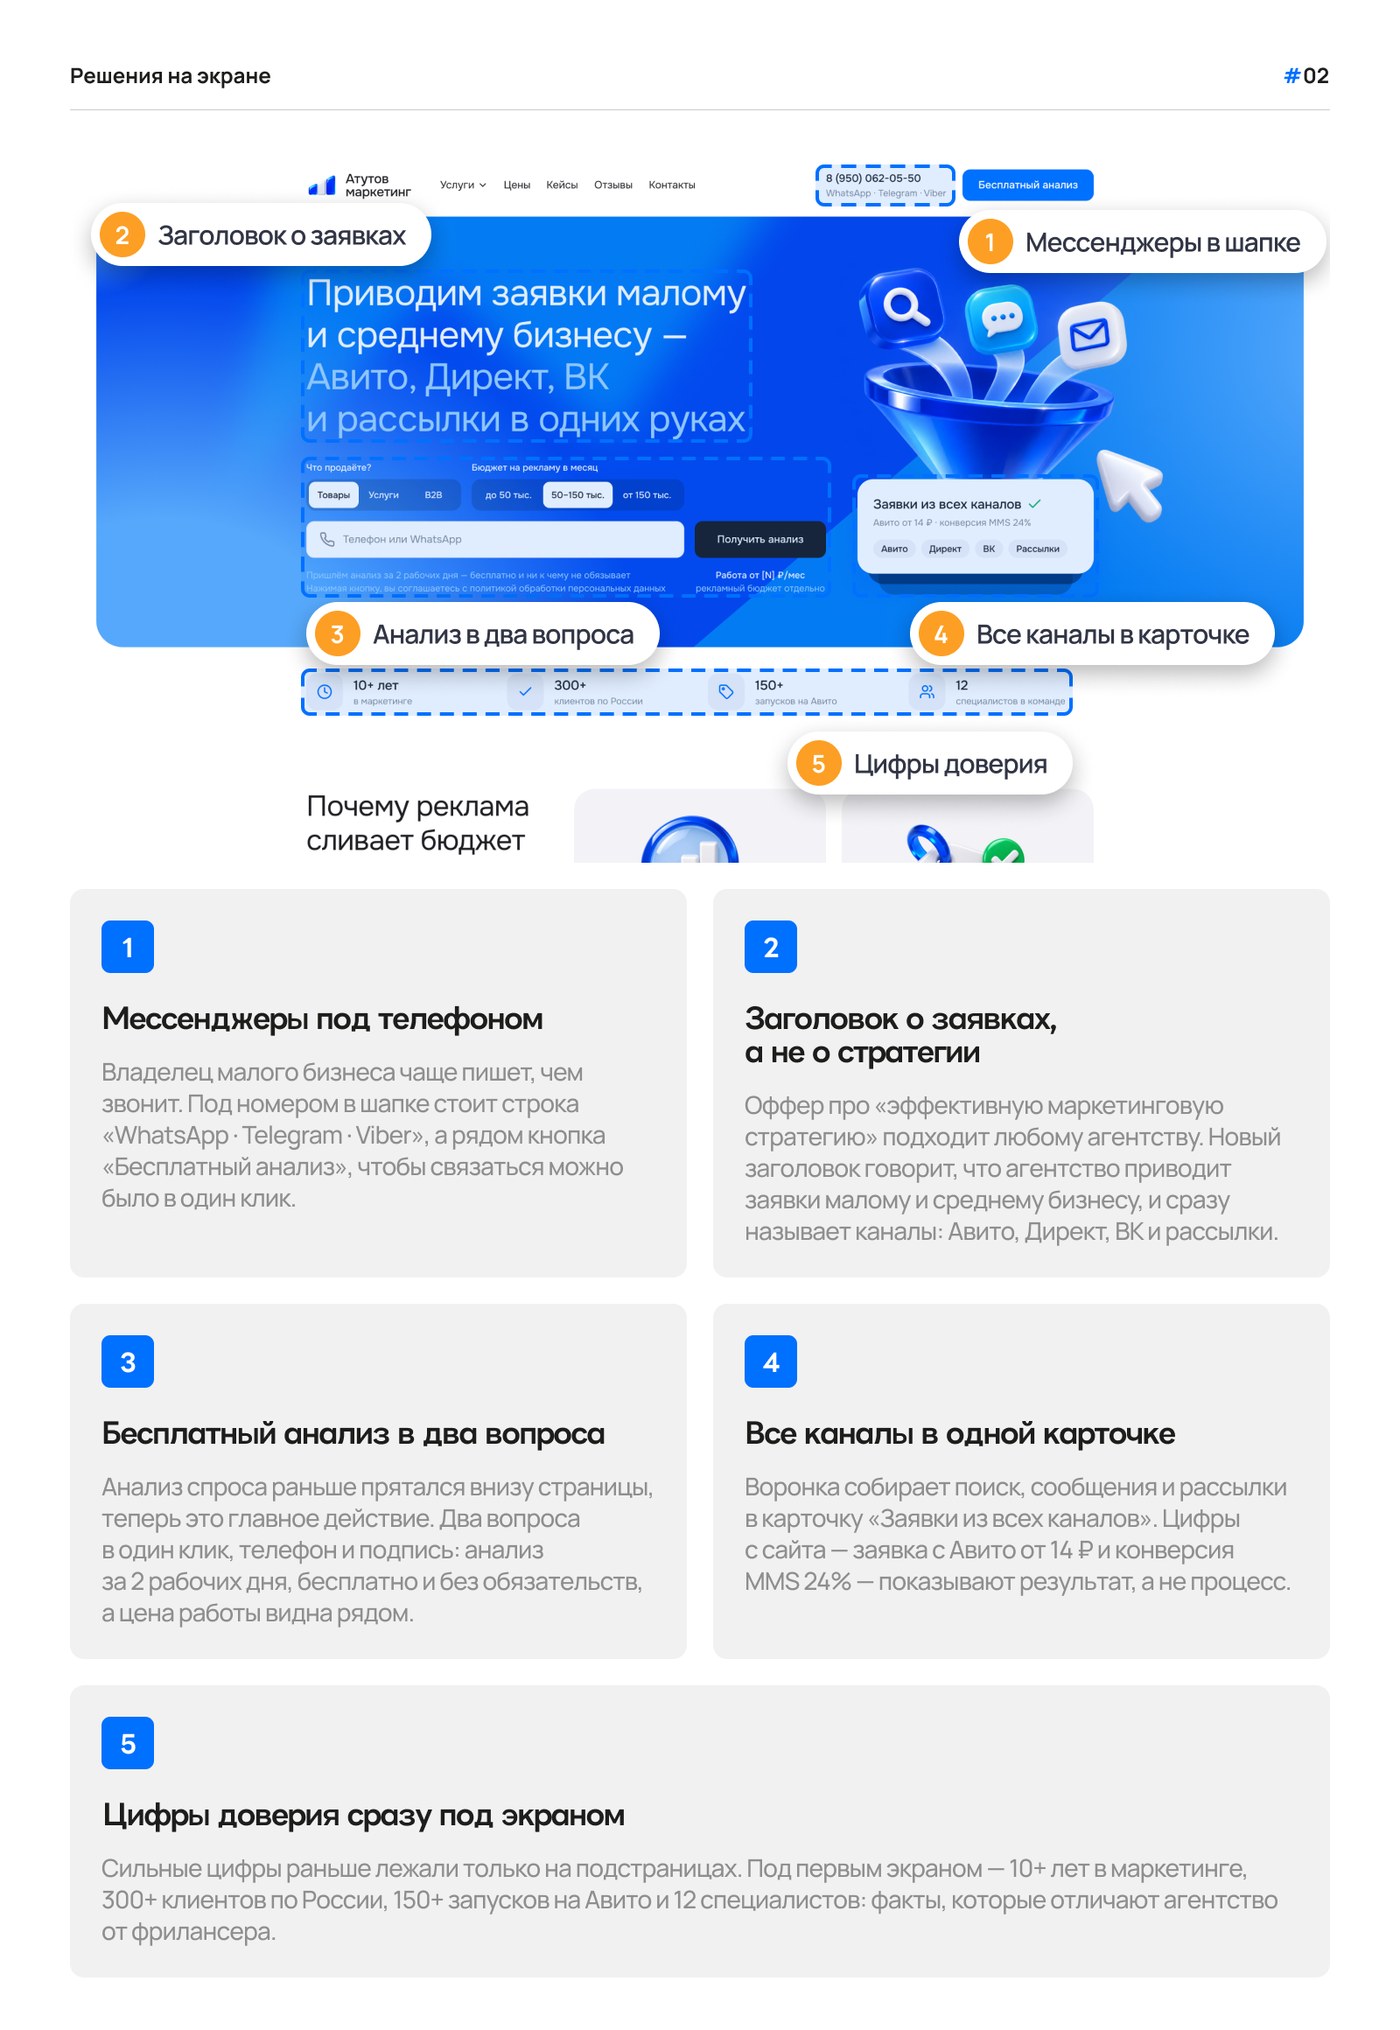 Решения на экране
#02
Атутов
маркетинг
Услуги
Цены
Кейсы
Отзывы
Контакты
8 (950) 062-05-50
WhatsApp · Telegram · Viber
Бесплатный анализ
2 Заголовок о заявках
1 Мессенджеры в шапке
Приводим заявки малому
и среднему бизнесу —
Авито, Директ, ВК
и рассылки в одних руках
Что продаёте?
Бюджет на рекламу в месяц
Товары
Услуги
B2B
до 50 тыс.
50–150 тыс.
от 150 тыс.
Телефон или WhatsApp
Получить анализ
Пришлём анализ за 2 рабочих дня — бесплатно и ни к чему не обязывает
Нажимая кнопку, вы соглашаетесь с политикой обработки персональных данных
Работа от [N] ₽/мес
рекламный бюджет отдельно
Заявки из всех каналов
Авито от 14 ₽ · конверсия MMS 24%
Авито
Директ
ВК
Рассылки
3 Анализ в два вопроса
4 Все каналы в карточке
10+ лет
в маркетинге
300+
клиентов по России
150+
запусков на Авито
12
специалистов в команде
5 Цифры доверия
Почему реклама
сливает бюджет
1
Мессенджеры под телефоном
Владелец малого бизнеса чаще пишет, чем
звонит. Под номером в шапке стоит строка
«WhatsApp · Telegram · Viber», а рядом кнопка
«Бесплатный анализ», чтобы связаться можно
было в один клик.
2
Заголовок о заявках,
а не о стратегии
Оффер про «эффективную маркетинговую
стратегию» подходит любому агентству. Новый
заголовок говорит, что агентство приводит
заявки малому и среднему бизнесу, и сразу
называет каналы: Авито, Директ, ВК и рассылки.
3
Бесплатный анализ в два вопроса
Анализ спроса раньше прятался внизу страницы,
теперь это главное действие. Два вопроса
в один клик, телефон и подпись: анализ
за 2 рабочих дня, бесплатно и без обязательств,
а цена работы видна рядом.
4
Все каналы в одной карточке
Воронка собирает поиск, сообщения и рассылки
в карточку «Заявки из всех каналов». Цифры
с сайта — заявка с Авито от 14 ₽ и конверсия
MMS 24% — показывают результат, а не процесс.
5
Цифры доверия сразу под экраном
Сильные цифры раньше лежали только на подстраницах. Под первым экраном — 10+ лет в маркетинге,
300+ клиентов по России, 150+ запусков на Авито и 12 специалистов: факты, которые отличают агентство
от фрилансера.